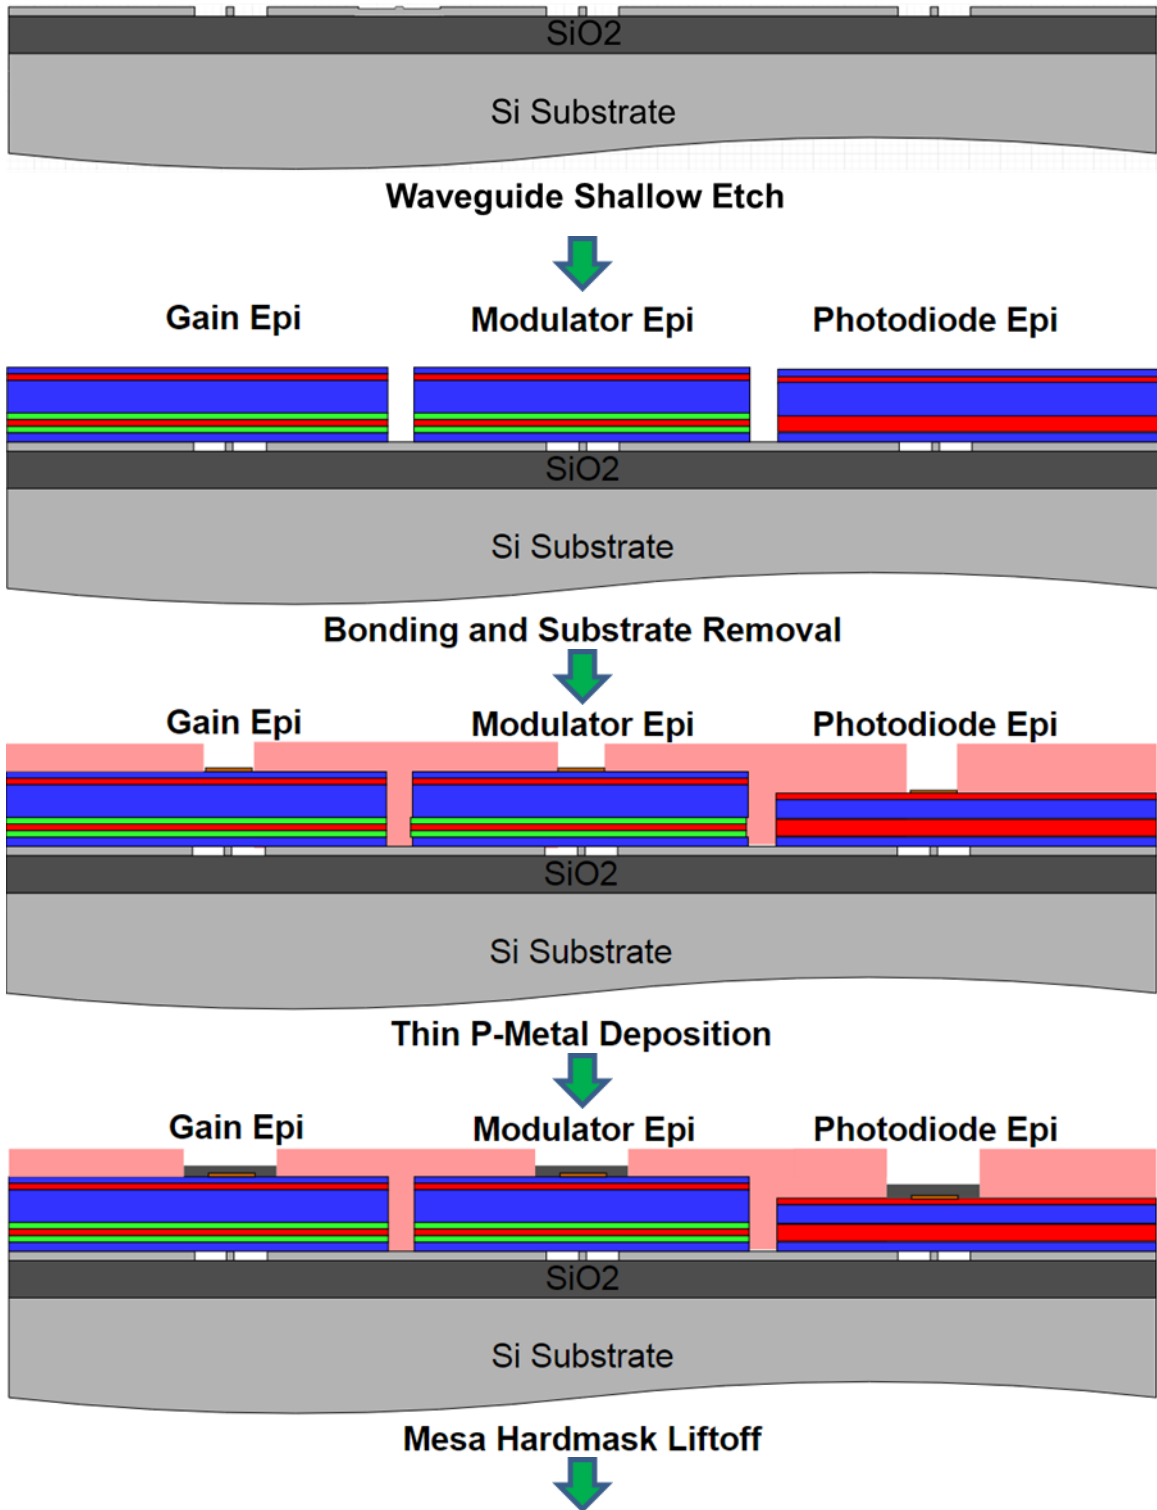 SiO2
Si Substrate
Waveguide Shallow Etch
Gain Epi Modulator Epi Photodiode Epi
SiO2
Si Substrate
Bonding and Substrate Removal
Gain Epi Modulator Epi Photodiode Epi
SiO2
Si Substrate
Thin P-Metal Deposition
Gain Epi Modulator Epi Photodiode Epi
SiO2
Si Substrate
Mesa Hardmask Liftoff